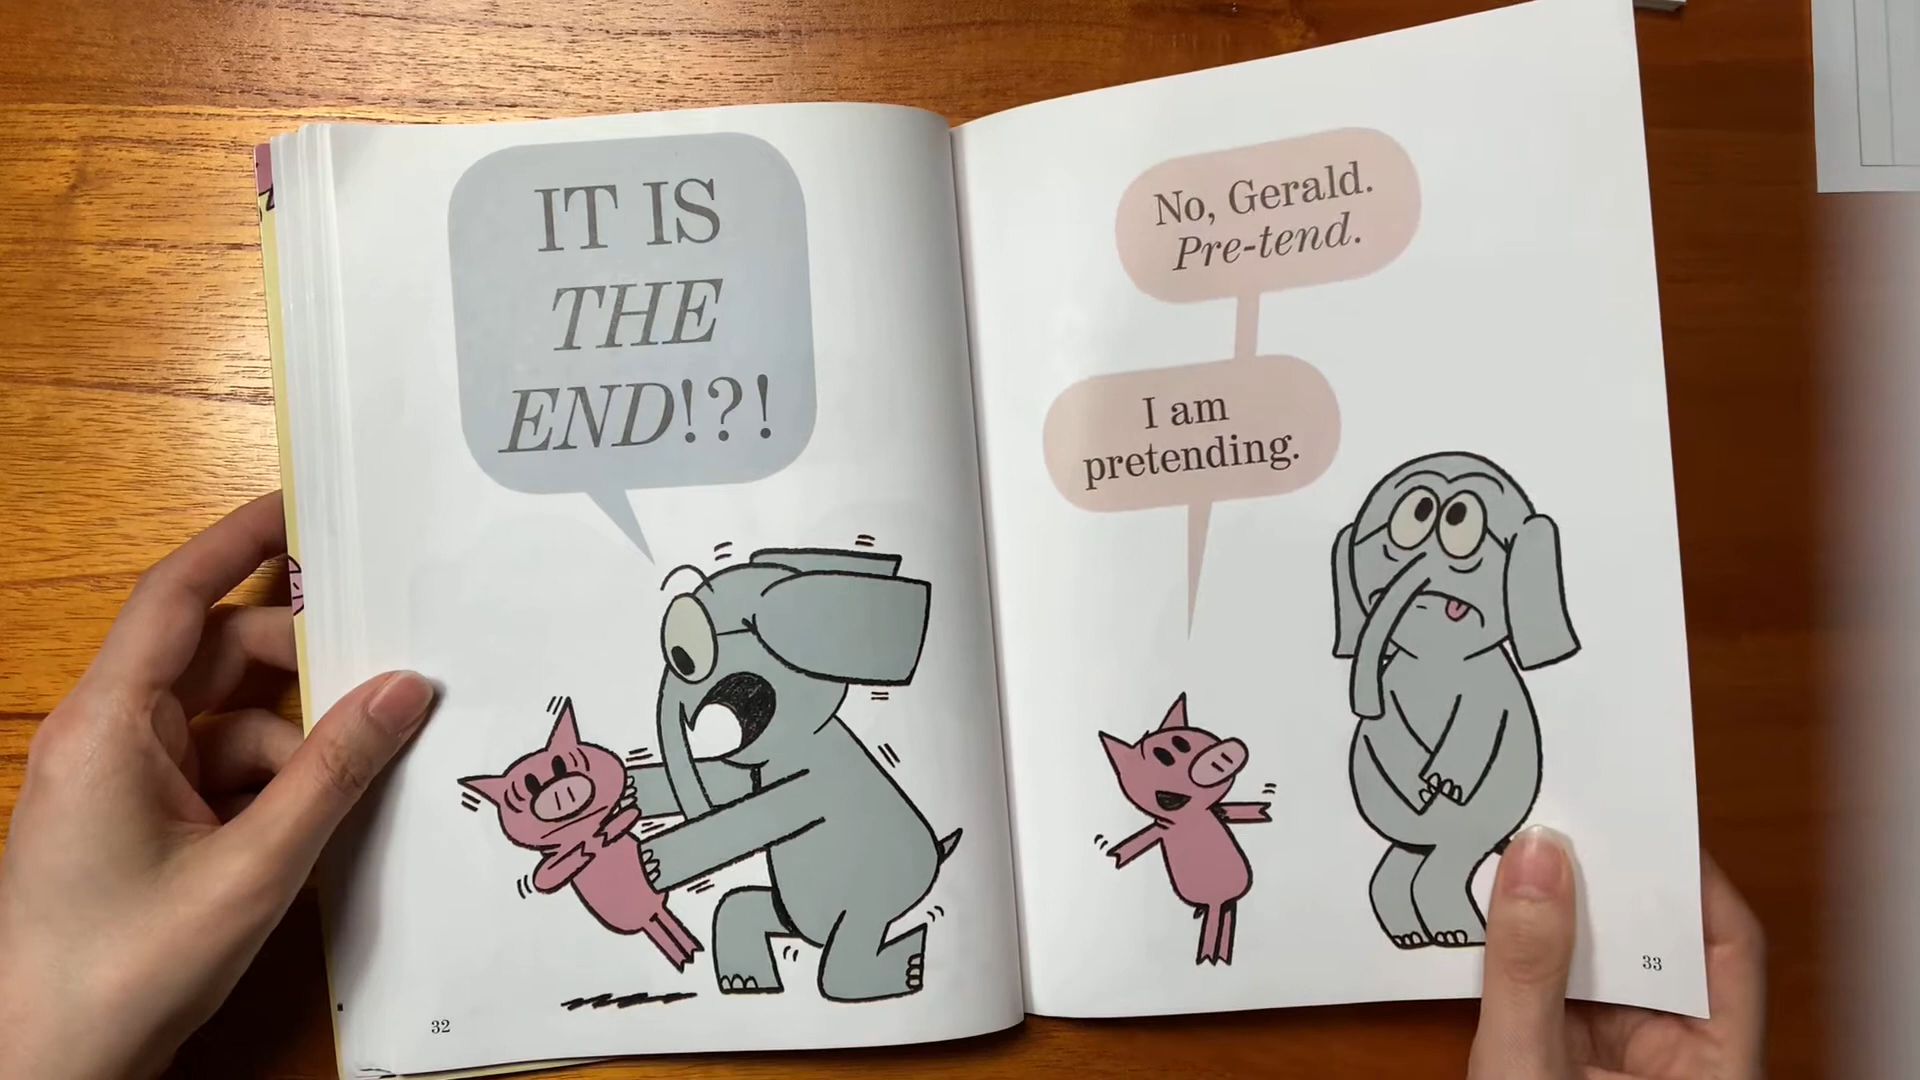 IT IS
THE
END!?!
32
No, Gerald.
Pre-tend.
I am
pretending.
33